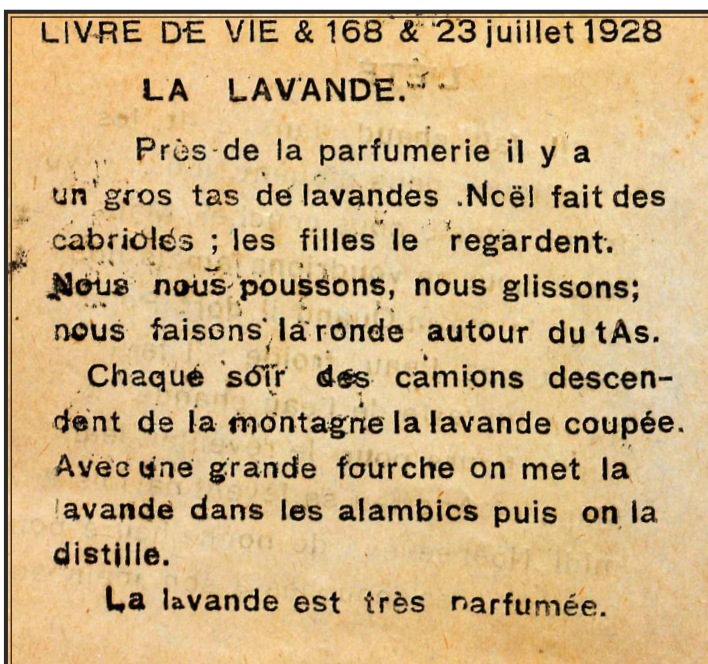 LIVRE DE VIE & 168 & 23 juillet 1928
LA LAVANDE.
Près de la parfumerie il y a
un gros tas de lavandes .Noël fait des
cabrioles ; les filles le regardent.
Nous nous poussons, nous glissons;
nous faisons la ronde autour du tAs.
Chaque soir des camions descen-
dent de la montagne la lavande coupée.
Avec une grande fourche on met la
lavande dans les alambics puis on la
distille.
La lavande est très parfumée.